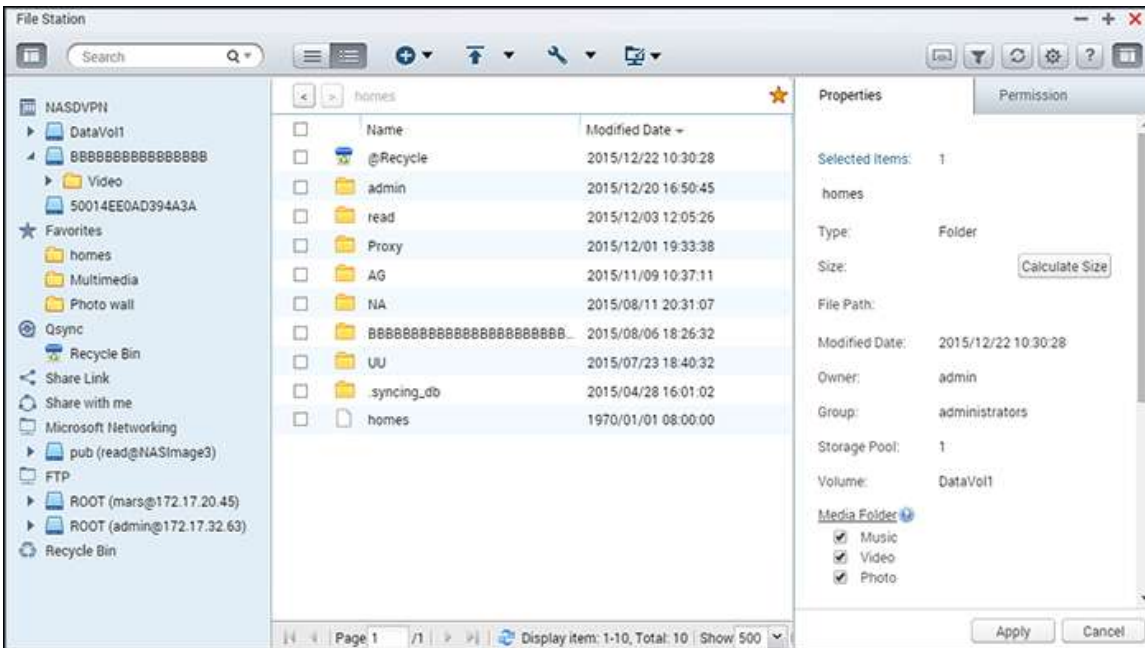 File Station
Search
NASDVPN
DataVol1
BBBBBBBBBBBBBBBB
Video
50014EE0AD394A3A
Favorites
homes
Multimedia
Photo wall
Qsync
Recycle Bin
Share Link
Share with me
Microsoft Networking
pub (read@NASImage3)
FTP
ROOT (mars@172.17.20.45)
ROOT (admin@172.17.32.63)
Recycle Bin
homes
Name Modified Date
@Recycle 2015/12/22 10:30:28
admin 2015/12/20 16:50:45
read 2015/12/03 12:05:26
Proxy 2015/12/01 19:33:38
AG 2015/11/09 10:37:11
NA 2015/08/11 20:31:07
BBBBBBBBBBBBBBBBBBBBBBBB... 2015/08/06 18:26:32
UU 2015/07/23 18:40:32
.syncing_db 2015/04/28 16:01:02
homes 1970/01/01 08:00:00
Page 1 /1 Display item: 1-10, Total: 10 Show 500
Properties Permission
Selected Items: 1
homes
Type: Folder
Size: Calculate Size
File Path:
Modified Date: 2015/12/22 10:30:28
Owner: admin
Group: administrators
Storage Pool: 1
Volume: DataVol1
Media Folder ?
Music
Video
Photo
Apply Cancel